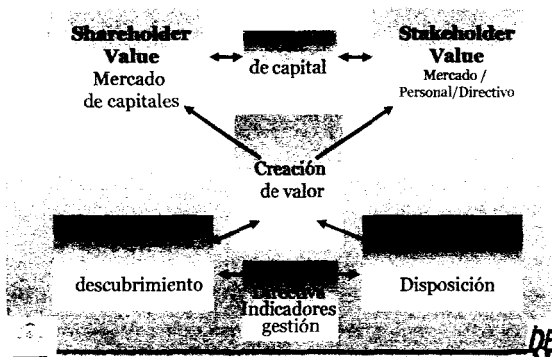 Shareholder
Value
Mercado
de capitales
de capital
Stakeholder
Value
Mercado /
Personal/Directivo
Creación
de valor
descubrimiento
Directiva
Indicadores
gestión
Disposición